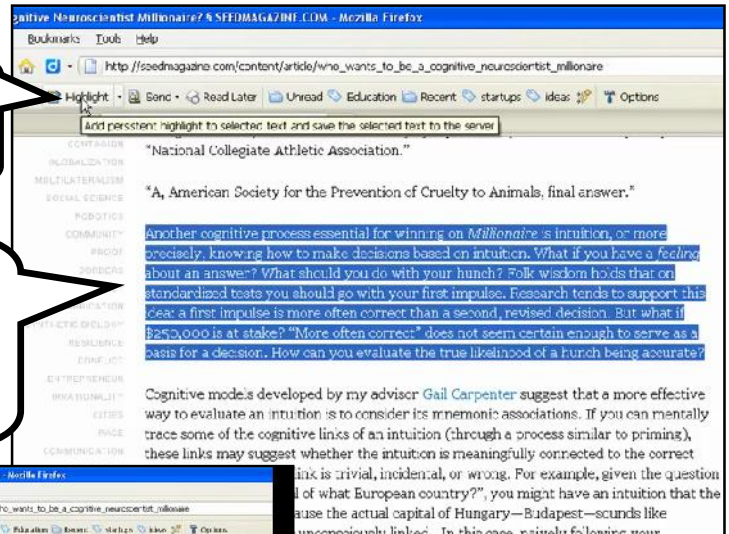 gnitive Neuroscientist Millionaire? § SEEDMAGAZINE.COM - Mozilla Firefox
Bookmarks Tools Help
http://seedmagazine.com/content/article/who_wants_to_be_a_cognitive_neuroscientist_millionaire
Highlight Send Read Later Unread Education Recent startups ideas Options
Add persistent highlight to selected text and save the selected text to the server
CONTAGION
"National Collegiate Athletic Association."
GLOBALIZATION
MULTILATERALISM
"A, American Society for the Prevention of Cruelty to Animals, final answer."
SOCIAL SCIENCE
ROBOTICS
COMMUNITY
Another cognitive process essential for winning on Millionaire is intuition, or more
precisely, knowing how to make decisions based on intuition. What if you have a feeling
PROOF
about an answer? What should you do with your hunch? Folk wisdom holds that on
BORDERS
standardized tests you should go with your first impulse. Research tends to support this
idea: a first impulse is more often correct than a second, revised decision. But what if
$250,000 is at stake? "More often correct" does not seem certain enough to serve as a
RESILIENCE
basis for a decision. How can you evaluate the true likelihood of a hunch being accurate?
CONFLICT
ENTREPRENEUR
IRRATIONALITY
Cognitive models developed by my advisor Gail Carpenter suggest that a more effective
CITIES
way to evaluate an intuition is to consider its mnemonic associations. If you can mentally
trace some of the cognitive links of an intuition (through a process similar to priming),
COMMUNICATION
these links may suggest whether the intuition is meaningfully connected to the correct
- Mozilla Firefox
link is trivial, incidental, or wrong. For example, given the question
ho_wants_to_be_a_cognitive_neuroscientist_millionaire
l of what European country?", you might have an intuition that the
Education Recent startups ideas Options
ause the actual capital of Hungary—Budapest—sounds like
unconsciously linked. In this case, naively following your